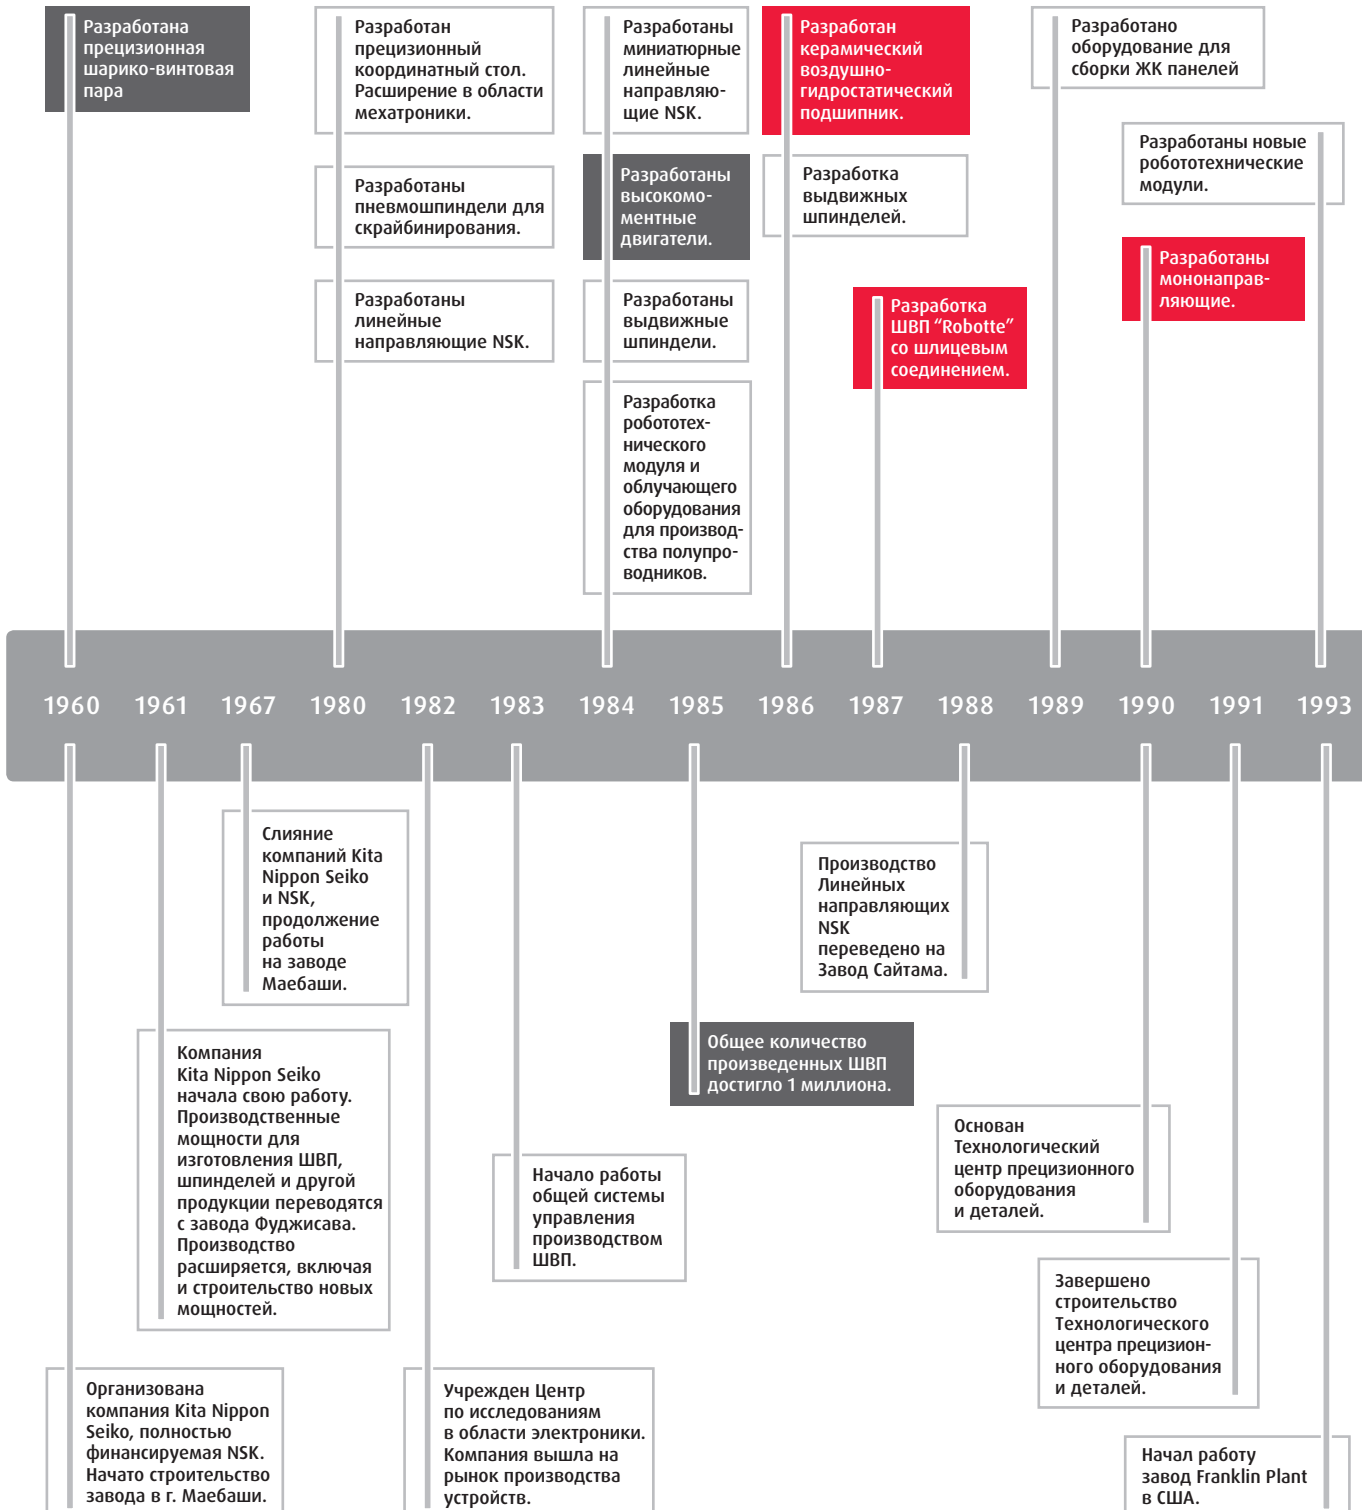 Разработана
прецизионная
шарико-винтовая
пара
Разработан
прецизионный
координатный стол.
Расширение в области
мехатроники.
Разработаны
пневмошпиндели для
скрайбинирования.
Разработаны
линейные
направляющие NSK.
Разработаны
миниатюрные
линейные
направляю-
щие NSK.
Разработаны
высокомо-
ментные
двигатели.
Разработаны
выдвижные
шпиндели.
Разработка
робототех-
нического
модуля и
облучающего
оборудования
для производ-
ства полупро-
водников.
Разработан
керамический
воздушно-
гидростатический
подшипник.
Разработка
выдвижных
шпинделей.
Разработка
ШВП “Robotte”
со шлицевым
соединением.
Разработано
оборудование для
сборки ЖК панелей
Разработаны новые
робототехнические
модули.
Разработаны
мононаправ-
ляющие.
1960 1961 1967 1980 1982 1983 1984 1985 1986 1987 1988 1989 1990 1991 1993
Слияние
компаний Kita
Nippon Seiko
и NSK,
продолжение
работы
на заводе
Маебаши.
Компания
Kita Nippon Seiko
начала свою работу.
Производственные
мощности для
изготовления ШВП,
шпинделей и другой
продукции переводятся
с завода Фуджисава.
Производство
расширяется, включая
и строительство новых
мощностей.
Организована
компания Kita Nippon
Seiko, полностью
финансируемая NSK.
Начато строительство
завода в г. Маебаши.
Учрежден Центр
по исследованиям
в области электроники.
Компания вышла на
рынок производства
устройств.
Начало работы
общей системы
управления
производством
ШВП.
Общее количество
произведенных ШВП
достигло 1 миллиона.
Производство
Линейных
направляющих
NSK
переведено на
Завод Сайтама.
Основан
Технологический
центр прецизионного
оборудования
и деталей.
Завершено
строительство
Технологического
центра прецизион-
ного оборудования
и деталей.
Начал работу
завод Franklin Plant
в США.